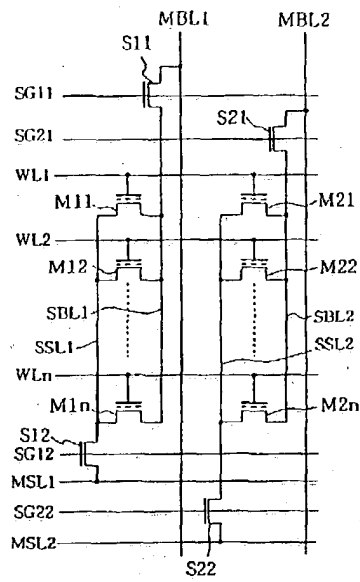 MBL1 MBL2
S11
SG11
S21
SG21
WL1
M11 M21
WL2
M12 M22
SBL1 SBL2
SSL1 SSL2
WLn
M1n M2n
S12
SG12
MSL1
SG22
MSL2
S22